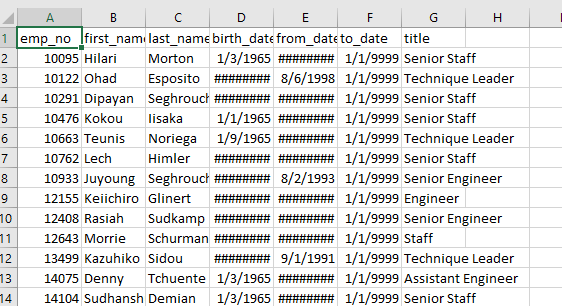 A B C D E F G H
1 emp_no first_name last_name birth_date from_date to_date title
2 10095 Hilari Morton 1/3/1965 ######## 1/1/9999 Senior Staff
3 10122 Ohad Esposito ######## 8/6/1998 1/1/9999 Technique Leader
4 10291 Dipayan Seghrouch ######## ######## 1/1/9999 Senior Staff
5 10476 Kokou Iisaka 1/1/1965 ######## 1/1/9999 Senior Staff
6 10663 Teunis Noriega 1/9/1965 ######## 1/1/9999 Technique Leader
7 10762 Lech Himler ######## ######## 1/1/9999 Senior Staff
8 10933 Juyoung Seghrouch ######## 8/2/1993 1/1/9999 Senior Engineer
9 12155 Keiichiro Glinert ######## ######## 1/1/9999 Engineer
10 12408 Rasiah Sudkamp ######## ######## 1/1/9999 Senior Engineer
11 12643 Morrie Schurman ######## ######## 1/1/9999 Staff
12 13499 Kazuhiko Sidou ######## 9/1/1991 1/1/9999 Technique Leader
13 14075 Denny Tchuente 1/3/1965 ######## 1/1/9999 Assistant Engineer
14 14104 Sudhansh Demian 1/3/1965 ######## 1/1/9999 Senior Staff